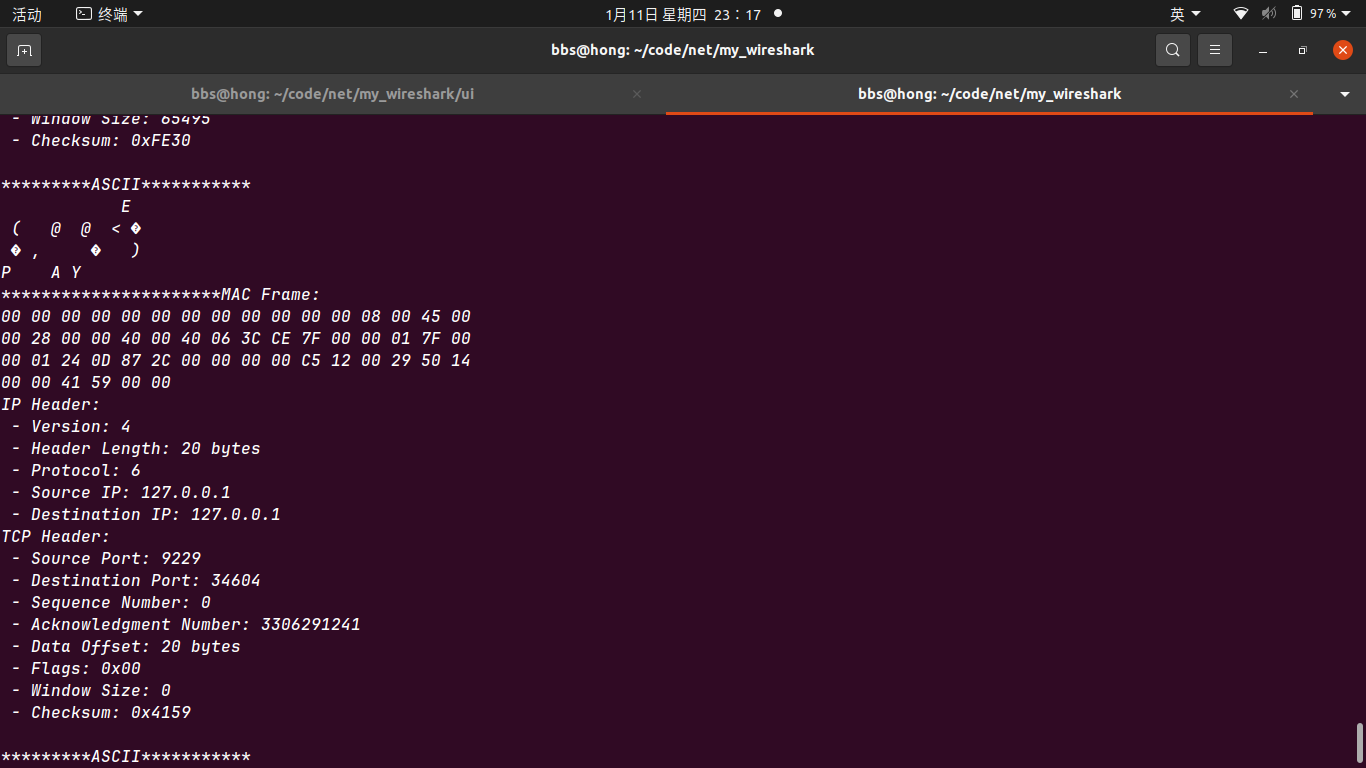 活动 终端 1月11日 星期四 23：17 英 97%
bbs@hong: ~/code/net/my_wireshark
bbs@hong: ~/code/net/my_wireshark/ui bbs@hong: ~/code/net/my_wireshark
- Window Size: 65495
- Checksum: 0xFE30
*********ASCII***********
E
( @ @ < �
� , � )
P A Y
**********************MAC Frame:
00 00 00 00 00 00 00 00 00 00 00 00 08 00 45 00
00 28 00 00 40 00 40 06 3C CE 7F 00 00 01 7F 00
00 01 24 0D 87 2C 00 00 00 00 C5 12 00 29 50 14
00 00 41 59 00 00
IP Header:
- Version: 4
- Header Length: 20 bytes
- Protocol: 6
- Source IP: 127.0.0.1
- Destination IP: 127.0.0.1
TCP Header:
- Source Port: 9229
- Destination Port: 34604
- Sequence Number: 0
- Acknowledgment Number: 3306291241
- Data Offset: 20 bytes
- Flags: 0x00
- Window Size: 0
- Checksum: 0x4159
*********ASCII***********